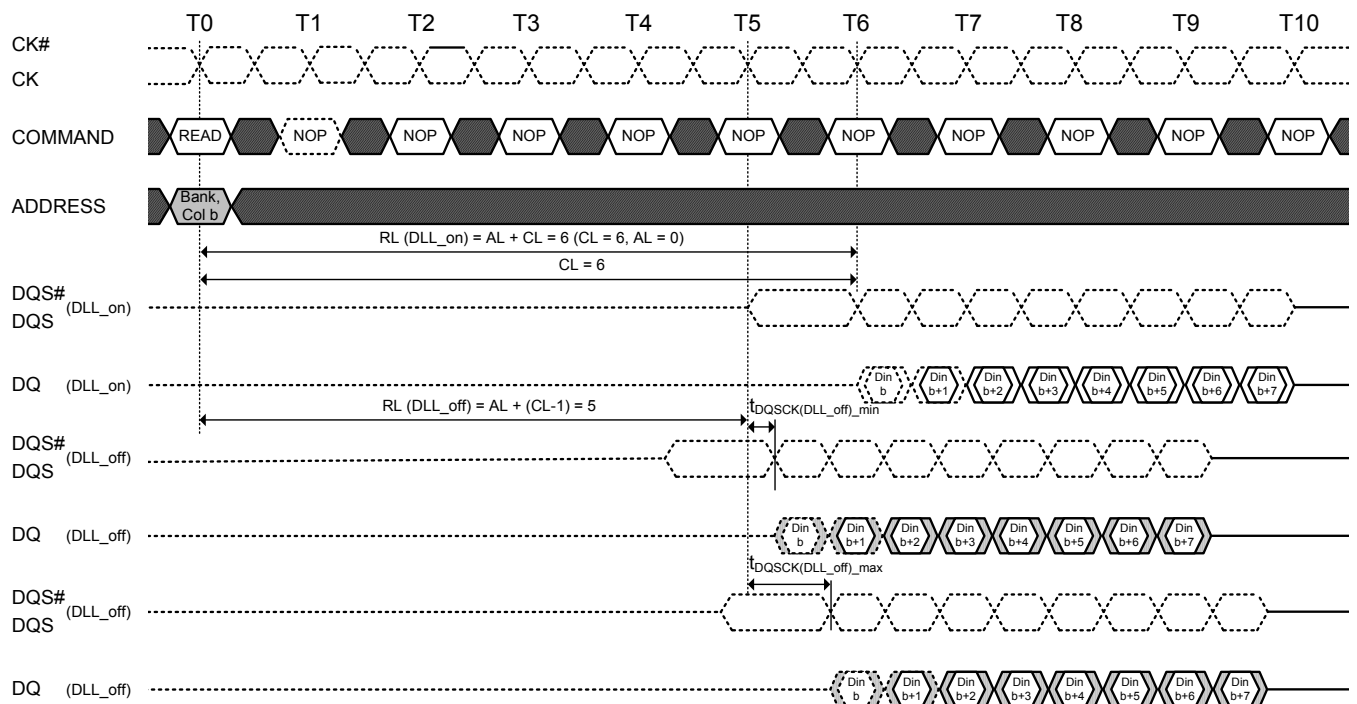 T0 T1 T2 T3 T4 T5 T6 T7 T8 T9 T10
CK#
CK
COMMAND READ NOP NOP NOP NOP NOP NOP NOP NOP NOP NOP
ADDRESS Bank, Col b
RL (DLL_on) = AL + CL = 6 (CL = 6, AL = 0)
CL = 6
DQS# (DLL_on)
DQS
DQ (DLL_on) Din b Din b+1 Din b+2 Din b+3 Din b+4 Din b+5 Din b+6 Din b+7
RL (DLL_off) = AL + (CL-1) = 5 tDQSCK(DLL_off)_min
DQS# (DLL_off)
DQS
DQ (DLL_off) Din b Din b+1 Din b+2 Din b+3 Din b+4 Din b+5 Din b+6 Din b+7
tDQSCK(DLL_off)_max
DQS# (DLL_off)
DQS
DQ (DLL_off) Din b Din b+1 Din b+2 Din b+3 Din b+4 Din b+5 Din b+6 Din b+7